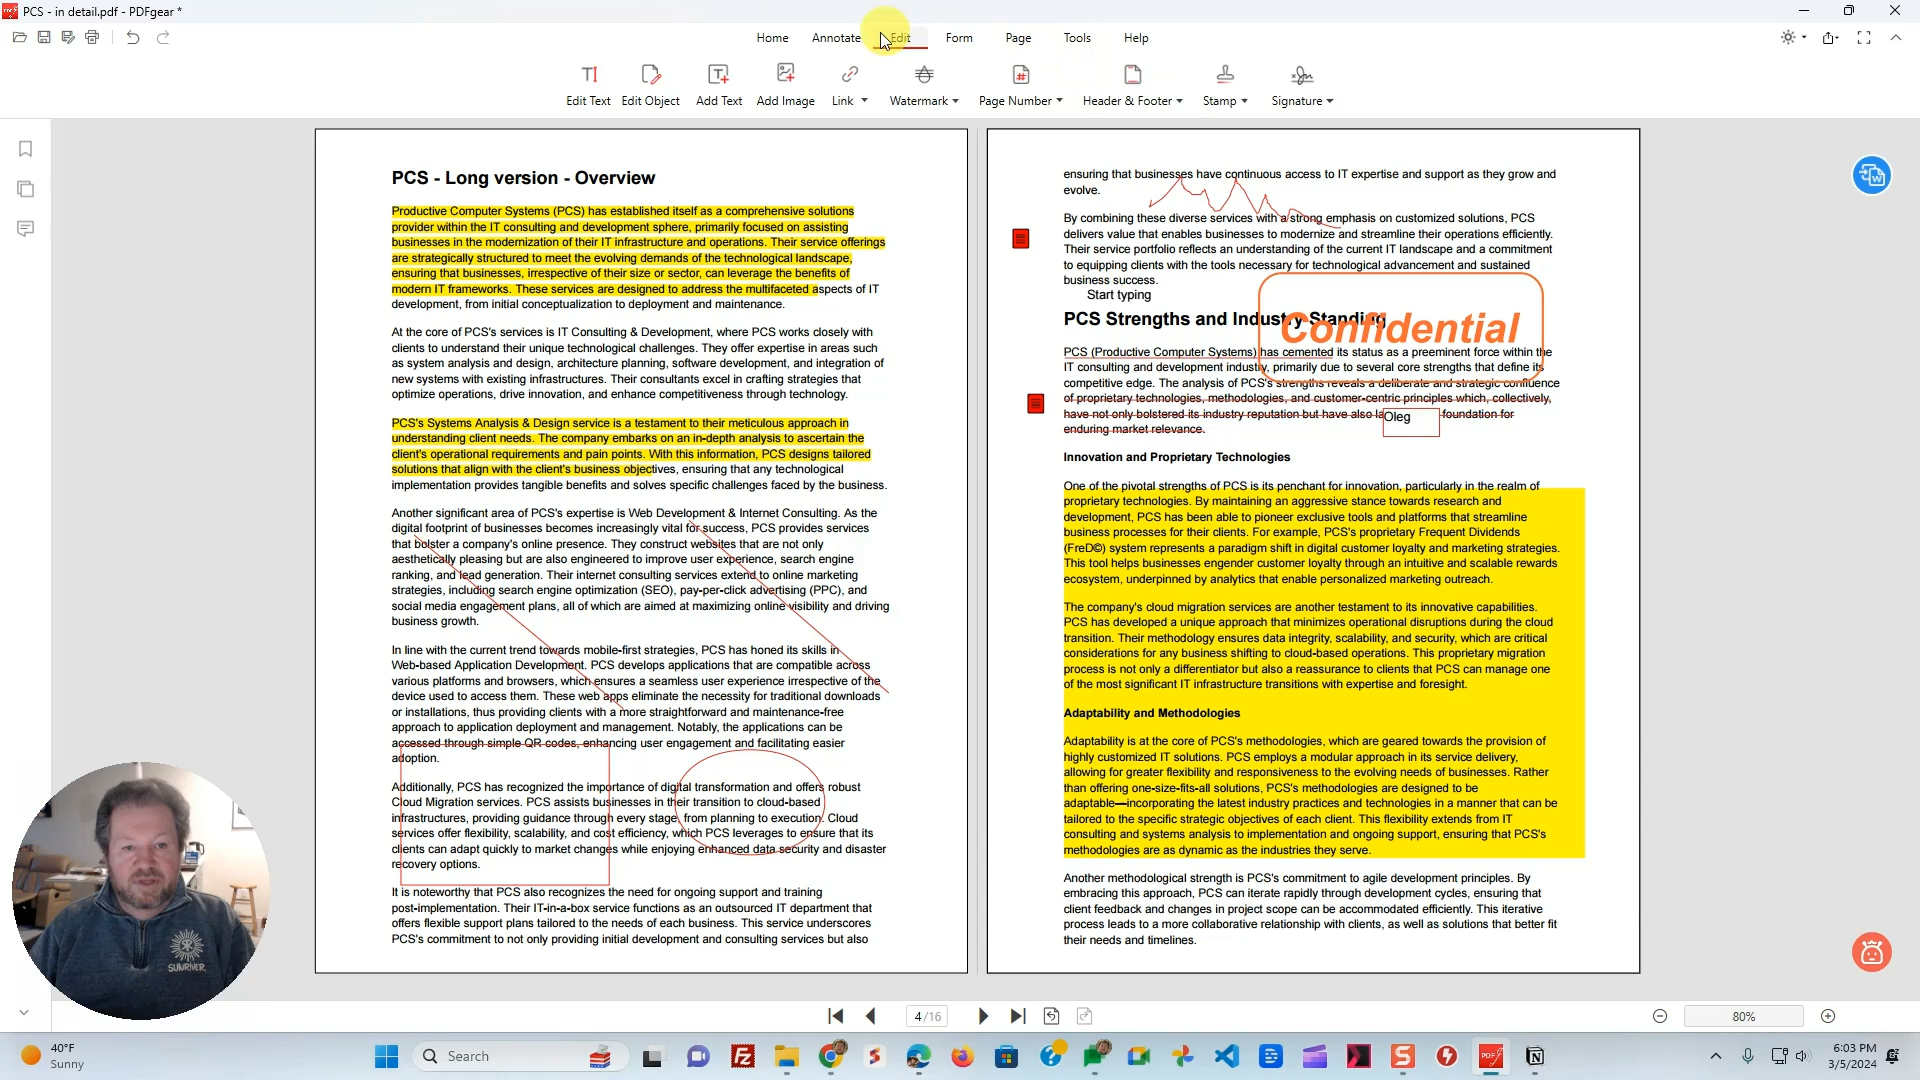 PCS - in detail.pdf - PDFgear *
Home Annotate Edit Form Page Tools Help
Edit Text Edit Object Add Text Add Image Link Watermark Page Number Header & Footer Stamp Signature
PCS - Long version - Overview
Productive Computer Systems (PCS) has established itself as a comprehensive solutions
provider within the IT consulting and development sphere, primarily focused on assisting
businesses in the modernization of their IT infrastructure and operations. Their service offerings
are strategically structured to meet the evolving demands of the technological landscape,
ensuring that businesses, irrespective of their size or sector, can leverage the benefits of
modern IT frameworks. These services are designed to address the multifaceted aspects of IT
development, from initial conceptualization to deployment and maintenance.
At the core of PCS's services is IT Consulting & Development, where PCS works closely with
clients to understand their unique technological challenges. They offer expertise in areas such
as system analysis and design, architecture planning, software development, and integration of
new systems with existing infrastructures. Their consultants excel in crafting strategies that
optimize operations, drive innovation, and enhance competitiveness through technology.
PCS's Systems Analysis & Design service is a testament to their meticulous approach in
understanding client needs. The company embarks on an in-depth analysis to ascertain the
client's operational requirements and pain points. With this information, PCS designs tailored
solutions that align with the client's business objectives, ensuring that any technological
implementation provides tangible benefits and solves specific challenges faced by the business.
Another significant area of PCS's expertise is Web Development & Internet Consulting. As the
digital footprint of businesses becomes increasingly vital for success, PCS provides services
that bolster a company's online presence. They construct websites that are not only
aesthetically pleasing but are also engineered to improve user experience, search engine
ranking, and lead generation. Their internet consulting services extend to online marketing
strategies, including search engine optimization (SEO), pay-per-click advertising (PPC), and
social media engagement plans, all of which are aimed at maximizing online visibility and driving
business growth.
In line with the current trend towards mobile-first strategies, PCS has honed its skills in
Web-based Application Development. PCS develops applications that are compatible across
various platforms and browsers, which ensures a seamless user experience irrespective of the
device used to access them. These web apps eliminate the necessity for traditional downloads
or installations, thus providing clients with a more straightforward and maintenance-free
approach to application deployment and management. Notably, the applications can be
accessed through simple QR codes, enhancing user engagement and facilitating easier
adoption.
Additionally, PCS has recognized the importance of digital transformation and offers robust
Cloud Migration services. PCS assists businesses in their transition to cloud-based
infrastructures, providing guidance through every stage, from planning to execution. Cloud
services offer flexibility, scalability, and cost efficiency, which PCS leverages to ensure that its
clients can adapt quickly to market changes while enjoying enhanced data security and disaster
recovery options.
It is noteworthy that PCS also recognizes the need for ongoing support and training
post-implementation. Their IT-in-a-box service functions as an outsourced IT department that
offers flexible support plans tailored to the needs of each business. This service underscores
PCS's commitment to not only providing initial development and consulting services but also
ensuring that businesses have continuous access to IT expertise and support as they grow and
evolve.
By combining these diverse services with a strong emphasis on customized solutions, PCS
delivers value that enables businesses to modernize and streamline their operations efficiently.
Their service portfolio reflects an understanding of the current IT landscape and a commitment
to equipping clients with the tools necessary for technological advancement and sustained
business success.
Start typing
PCS Strengths and Industry Standing
Confidential
PCS (Productive Computer Systems) has cemented its status as a preeminent force within the
IT consulting and development industry, primarily due to several core strengths that define its
competitive edge. The analysis of PCS's strengths reveals a deliberate and strategic confluence
of proprietary technologies, methodologies, and customer-centric principles which, collectively,
have not only bolstered its industry reputation but have also la Oleg foundation for
enduring market relevance.
Innovation and Proprietary Technologies
One of the pivotal strengths of PCS is its penchant for innovation, particularly in the realm of
proprietary technologies. By maintaining an aggressive stance towards research and
development, PCS has been able to pioneer exclusive tools and platforms that streamline
business processes for their clients. For example, PCS's proprietary Frequent Dividends
(FreD©) system represents a paradigm shift in digital customer loyalty and marketing strategies.
This tool helps businesses engender customer loyalty through an intuitive and scalable rewards
ecosystem, underpinned by analytics that enable personalized marketing outreach.
The company's cloud migration services are another testament to its innovative capabilities.
PCS has developed a unique approach that minimizes operational disruptions during the cloud
transition. Their methodology ensures data integrity, scalability, and security, which are critical
considerations for any business shifting to cloud-based operations. This proprietary migration
process is not only a differentiator but also a reassurance to clients that PCS can manage one
of the most significant IT infrastructure transitions with expertise and foresight.
Adaptability and Methodologies
Adaptability is at the core of PCS's methodologies, which are geared towards the provision of
highly customized IT solutions. PCS employs a modular approach in its service delivery,
allowing for greater flexibility and responsiveness to the evolving needs of businesses. Rather
than offering one-size-fits-all solutions, PCS's methodologies are designed to be
adaptable—incorporating the latest industry practices and technologies in a manner that can be
tailored to the specific strategic objectives of each client. This flexibility extends from IT
consulting and systems analysis to implementation and ongoing support, ensuring that PCS's
methodologies are as dynamic as the industries they serve.
Another methodological strength is PCS's commitment to agile development principles. By
embracing this approach, PCS can iterate rapidly through development cycles, ensuring that
client feedback and changes in project scope can be accommodated efficiently. This iterative
process leads to a more collaborative relationship with clients, as well as solutions that better fit
their needs and timelines.
SUNRIVER
4 /16
80%
40°F
Sunny
Search
6:03 PM
3/5/2024